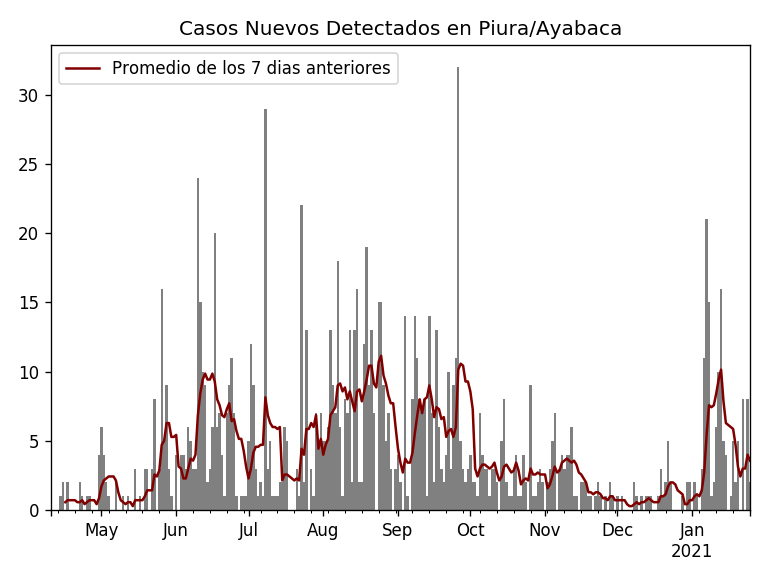 Casos Nuevos Detectados en Piura/Ayabaca
Promedio de los 7 dias anteriores
30
25
20
15
10
5
0
May Jun Jul Aug Sep Oct Nov Dec Jan
2021